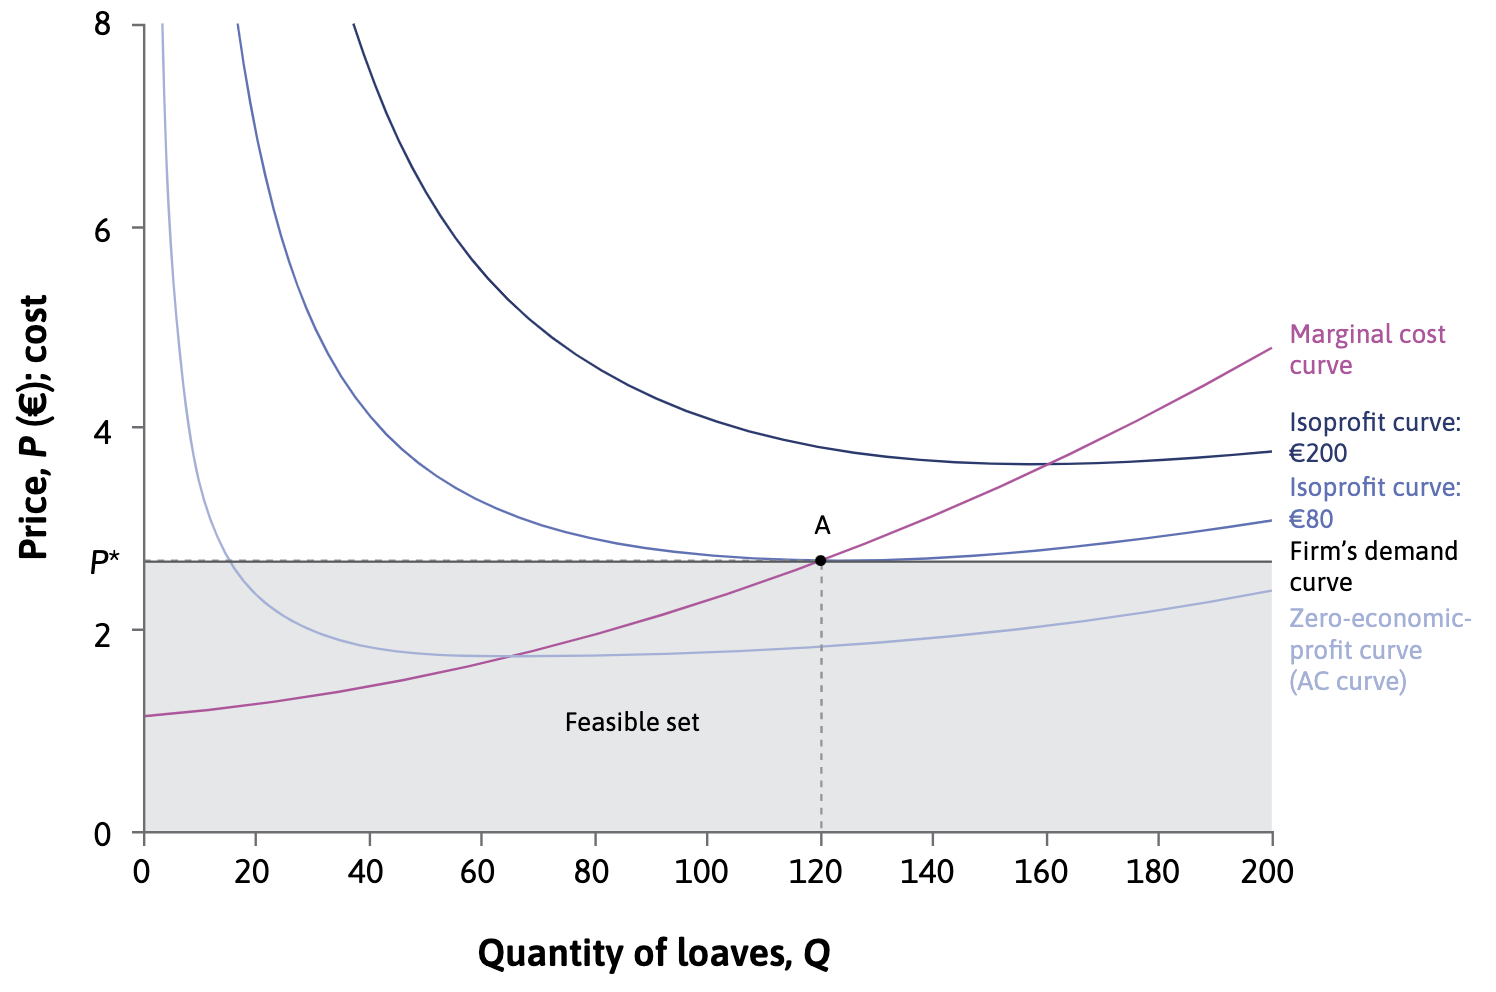 8
6
4
P*
2
0
Price, P (€); cost
0 20 40 60 80 100 120 140 160 180 200
Quantity of loaves, Q
A
Feasible set
Marginal cost
curve
Isoprofit curve:
€200
Isoprofit curve:
€80
Firm’s demand
curve
Zero-economic-
profit curve
(AC curve)